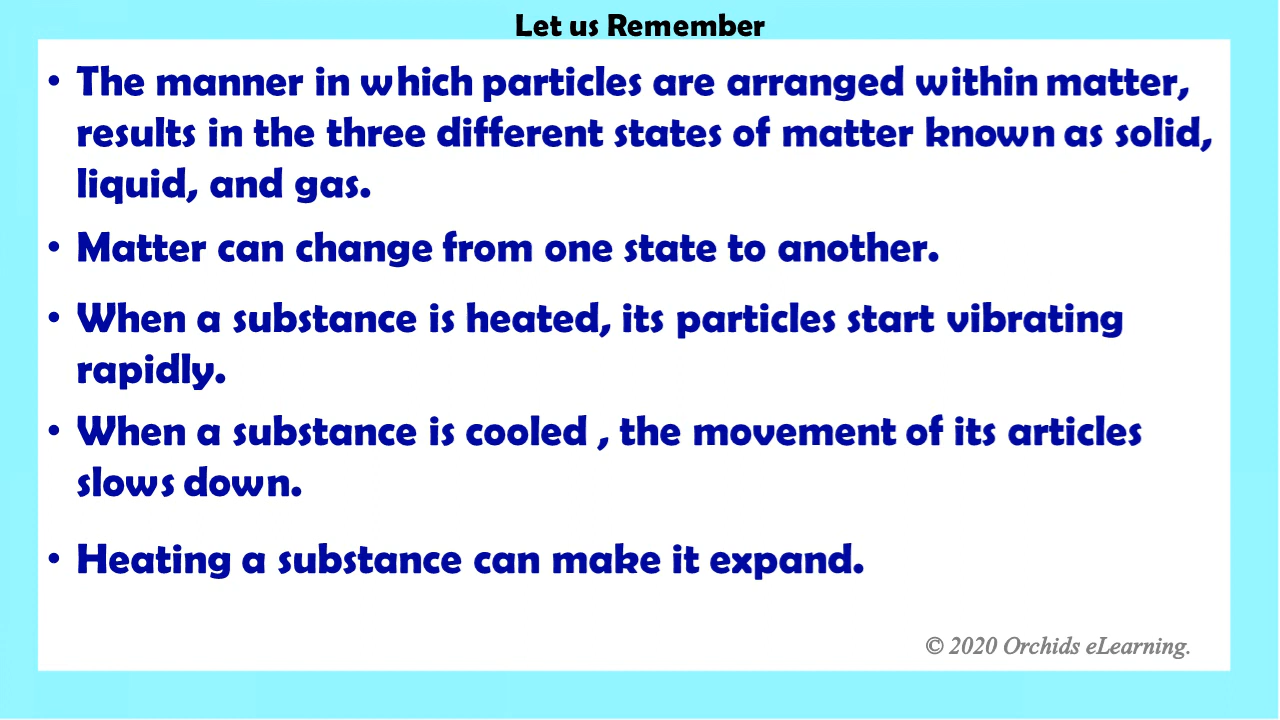 Let us Remember
• The manner in which particles are arranged within matter,
results in the three different states of matter known as solid,
liquid, and gas.
• Matter can change from one state to another.
• When a substance is heated, its particles start vibrating
rapidly.
• When a substance is cooled , the movement of its articles
slows down.
• Heating a substance can make it expand.
© 2020 Orchids eLearning.